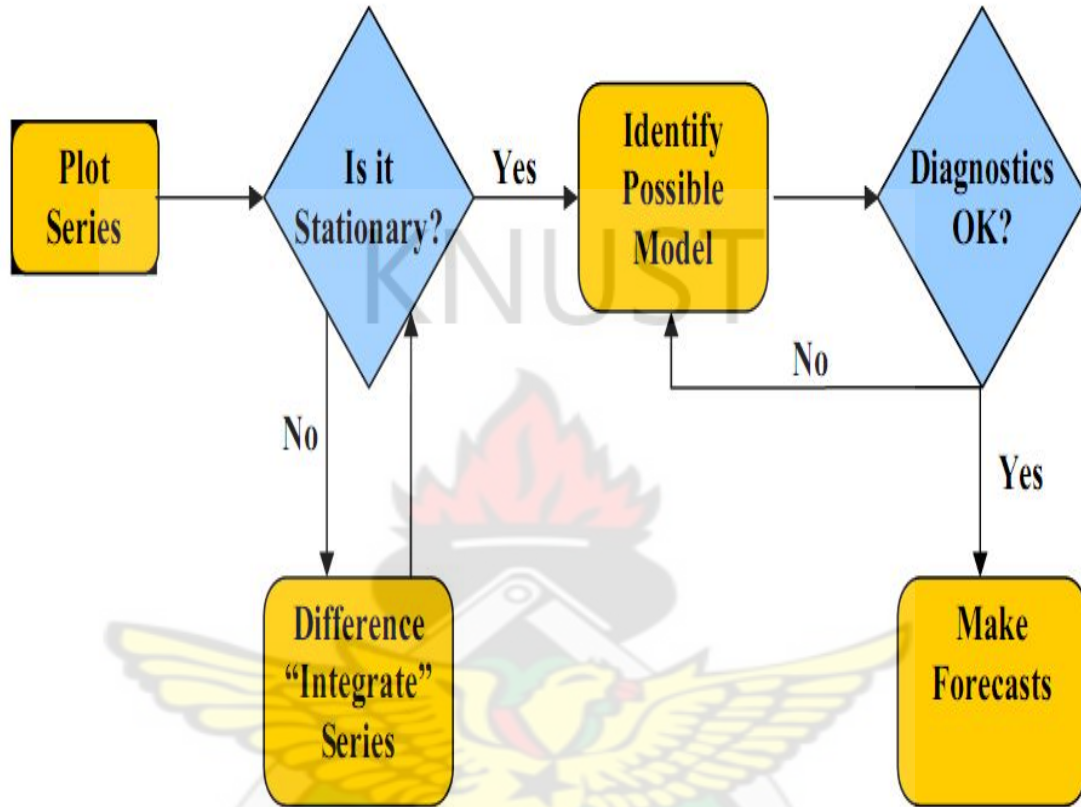 Plot
Series
Is it
Stationary?
Yes
Identify
Possible
Model
Diagnostics
OK?
KNUST
No
No
Yes
Difference
“Integrate”
Series
Make
Forecasts